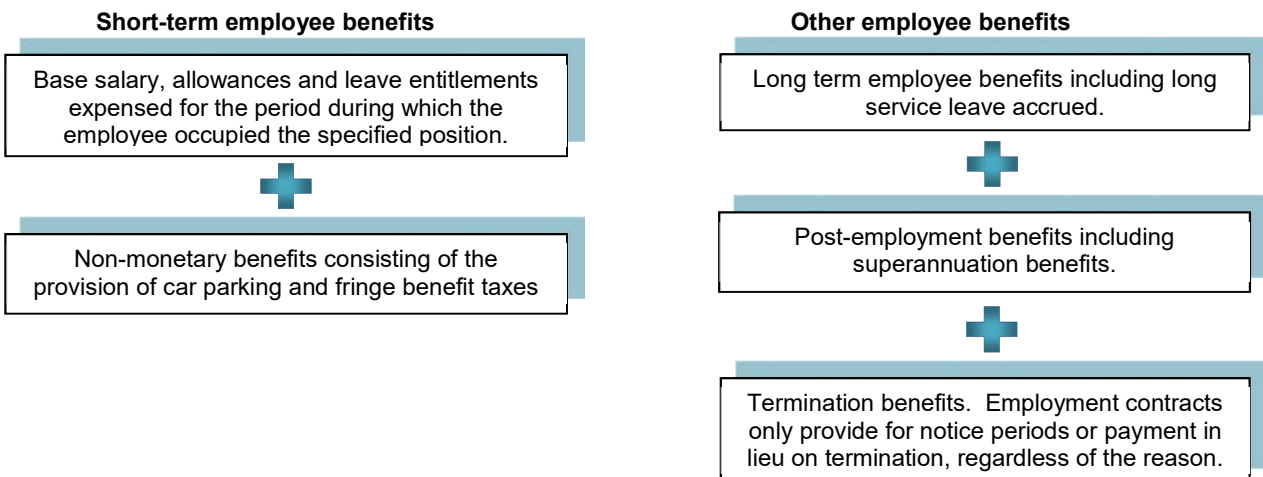 Short-term employee benefits
Base salary, allowances and leave entitlements
expensed for the period during which the
employee occupied the specified position.
Non-monetary benefits consisting of the
provision of car parking and fringe benefit taxes
Other employee benefits
Long term employee benefits including long
service leave accrued.
Post-employment benefits including
superannuation benefits.
Termination benefits.  Employment contracts
only provide for notice periods or payment in
lieu on termination, regardless of the reason.